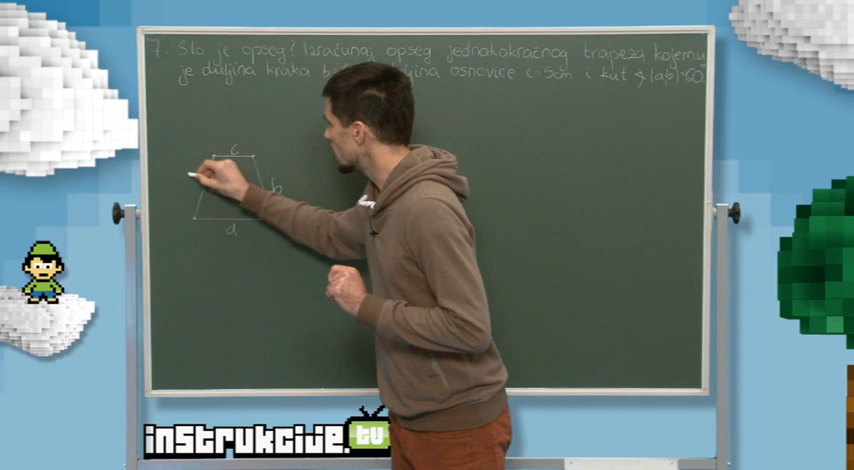 7. Što je opseg? Izračunaj opseg jednakokračnog trapeza kojemu
je duljina kraka b duljina osnovice c=5cm i kut ∢(a,b)=60
c
b
a
instrukcije.tv